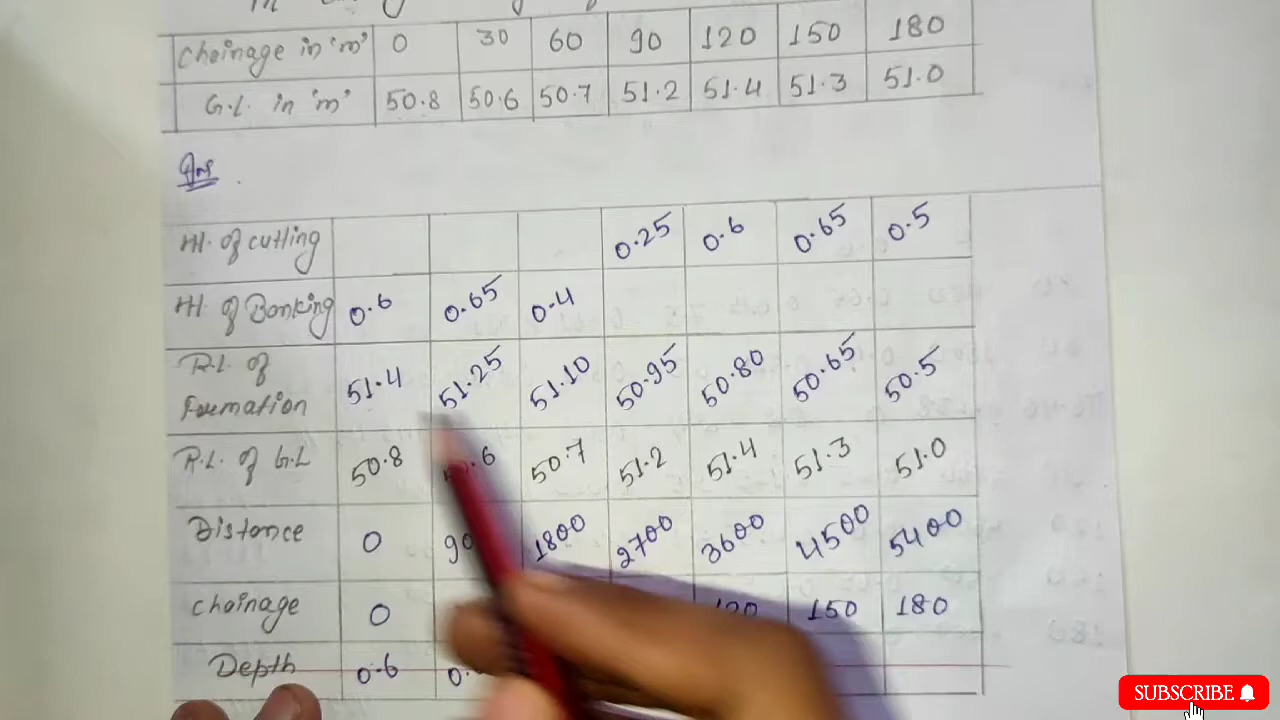 Chainage in 'm' 0 30 60 90 120 150 180
G.L. in 'm' 50.8 50.6 50.7 51.2 51.4 51.3 51.0
Ans.
Ht. of cutting 0.25 0.6 0.65 0.5
Ht. of Banking 0.6 0.65 0.4
R.L. of Formation 51.4 51.25 51.10 50.95 50.80 50.65 50.5
R.L. of G.L 50.8 50.7 51.2 51.4 51.3 51.0
Distance 0 1800 2700 3600 4500 5400
Chainage 0 150 180
Depth 0.6
SUBSCRIBE